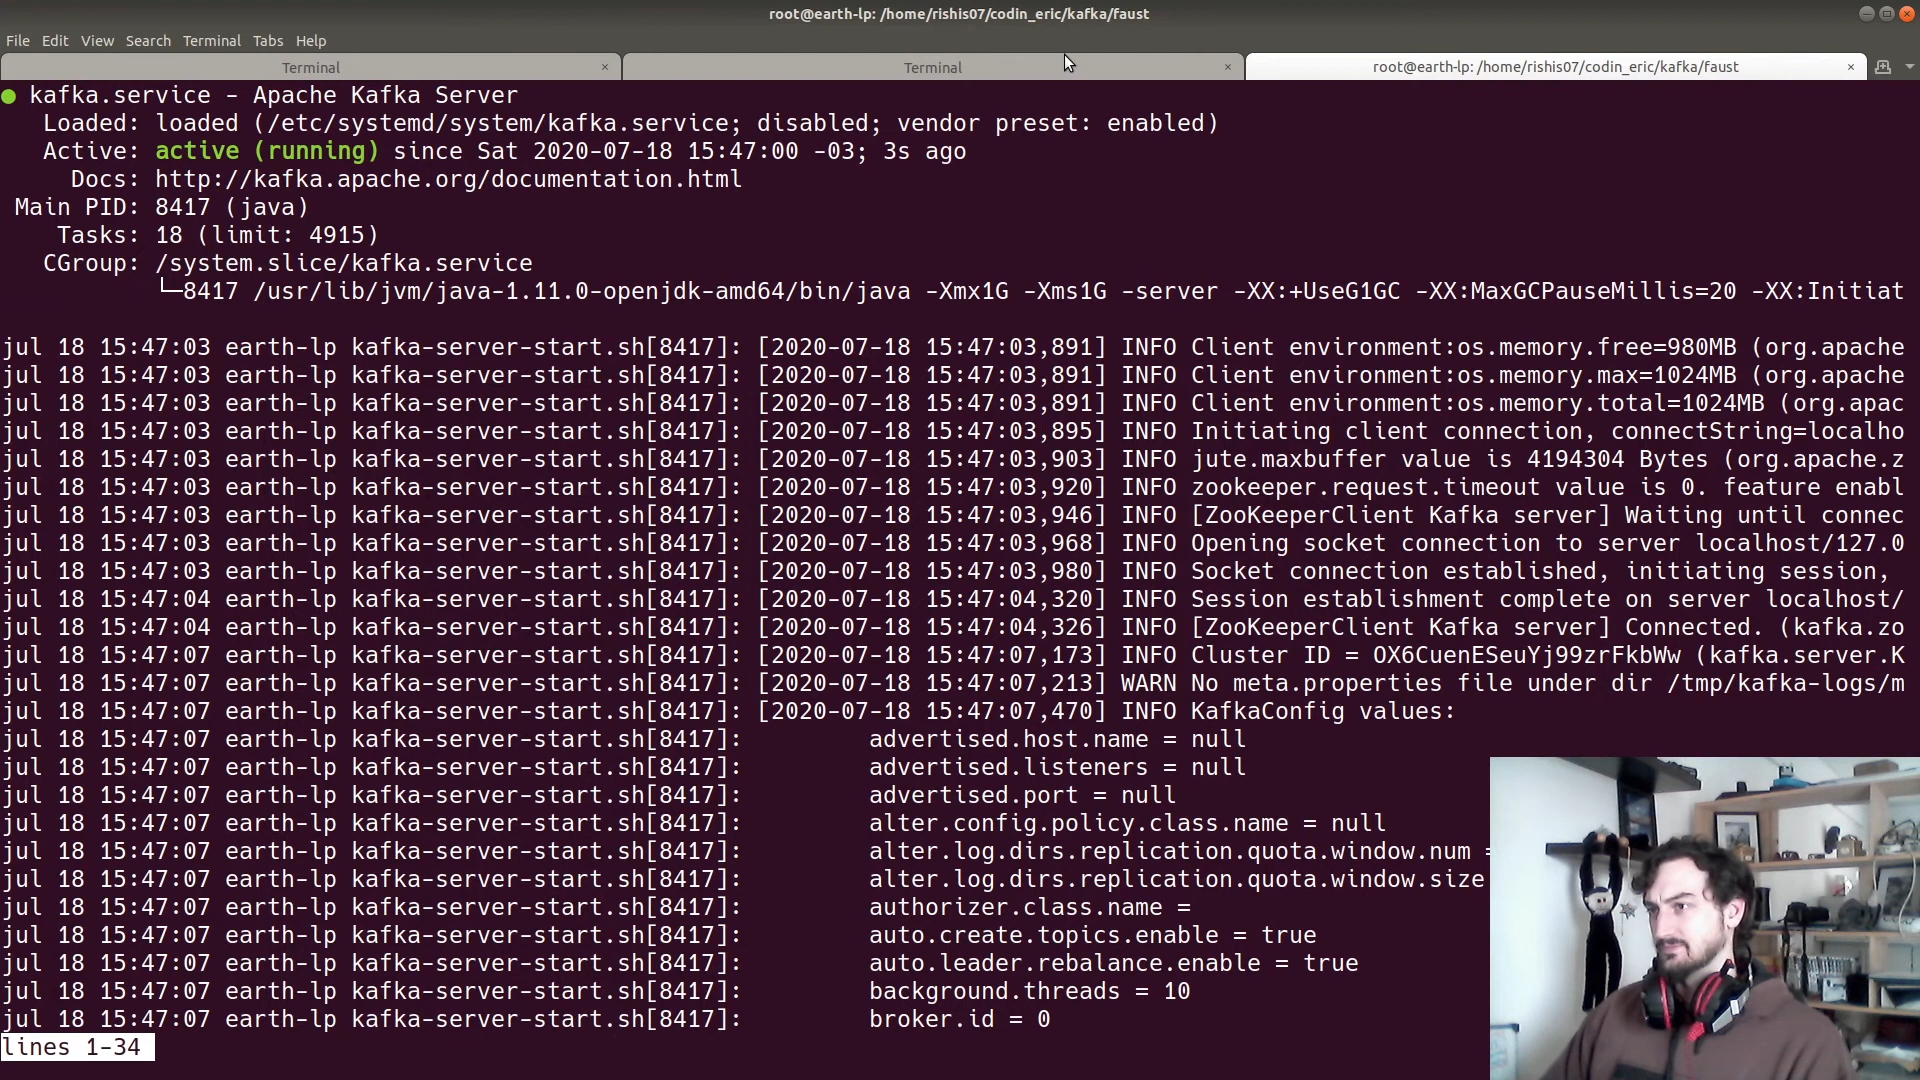 root@earth-lp: /home/rishis07/codin_eric/kafka/faust
File Edit View Search Terminal Tabs Help
Terminal × Terminal × root@earth-lp: /home/rishis07/codin_eric/kafka/faust ×
● kafka.service - Apache Kafka Server
Loaded: loaded (/etc/systemd/system/kafka.service; disabled; vendor preset: enabled)
Active: active (running) since Sat 2020-07-18 15:47:00 -03; 3s ago
Docs: http://kafka.apache.org/documentation.html
Main PID: 8417 (java)
Tasks: 18 (limit: 4915)
CGroup: /system.slice/kafka.service
└─8417 /usr/lib/jvm/java-1.11.0-openjdk-amd64/bin/java -Xmx1G -Xms1G -server -XX:+UseG1GC -XX:MaxGCPauseMillis=20 -XX:Initiat
jul 18 15:47:03 earth-lp kafka-server-start.sh[8417]: [2020-07-18 15:47:03,891] INFO Client environment:os.memory.free=980MB (org.apache
jul 18 15:47:03 earth-lp kafka-server-start.sh[8417]: [2020-07-18 15:47:03,891] INFO Client environment:os.memory.max=1024MB (org.apache
jul 18 15:47:03 earth-lp kafka-server-start.sh[8417]: [2020-07-18 15:47:03,891] INFO Client environment:os.memory.total=1024MB (org.apac
jul 18 15:47:03 earth-lp kafka-server-start.sh[8417]: [2020-07-18 15:47:03,895] INFO Initiating client connection, connectString=localho
jul 18 15:47:03 earth-lp kafka-server-start.sh[8417]: [2020-07-18 15:47:03,903] INFO jute.maxbuffer value is 4194304 Bytes (org.apache.z
jul 18 15:47:03 earth-lp kafka-server-start.sh[8417]: [2020-07-18 15:47:03,920] INFO zookeeper.request.timeout value is 0. feature enabl
jul 18 15:47:03 earth-lp kafka-server-start.sh[8417]: [2020-07-18 15:47:03,946] INFO [ZooKeeperClient Kafka server] Waiting until connec
jul 18 15:47:03 earth-lp kafka-server-start.sh[8417]: [2020-07-18 15:47:03,968] INFO Opening socket connection to server localhost/127.0
jul 18 15:47:03 earth-lp kafka-server-start.sh[8417]: [2020-07-18 15:47:03,980] INFO Socket connection established, initiating session,
jul 18 15:47:04 earth-lp kafka-server-start.sh[8417]: [2020-07-18 15:47:04,320] INFO Session establishment complete on server localhost/
jul 18 15:47:04 earth-lp kafka-server-start.sh[8417]: [2020-07-18 15:47:04,326] INFO [ZooKeeperClient Kafka server] Connected. (kafka.zo
jul 18 15:47:07 earth-lp kafka-server-start.sh[8417]: [2020-07-18 15:47:07,173] INFO Cluster ID = OX6CuenESeuYj99zrFkbWw (kafka.server.K
jul 18 15:47:07 earth-lp kafka-server-start.sh[8417]: [2020-07-18 15:47:07,213] WARN No meta.properties file under dir /tmp/kafka-logs/m
jul 18 15:47:07 earth-lp kafka-server-start.sh[8417]: [2020-07-18 15:47:07,470] INFO KafkaConfig values:
jul 18 15:47:07 earth-lp kafka-server-start.sh[8417]: advertised.host.name = null
jul 18 15:47:07 earth-lp kafka-server-start.sh[8417]: advertised.listeners = null
jul 18 15:47:07 earth-lp kafka-server-start.sh[8417]: advertised.port = null
jul 18 15:47:07 earth-lp kafka-server-start.sh[8417]: alter.config.policy.class.name = null
jul 18 15:47:07 earth-lp kafka-server-start.sh[8417]: alter.log.dirs.replication.quota.window.num =
jul 18 15:47:07 earth-lp kafka-server-start.sh[8417]: alter.log.dirs.replication.quota.window.size
jul 18 15:47:07 earth-lp kafka-server-start.sh[8417]: authorizer.class.name =
jul 18 15:47:07 earth-lp kafka-server-start.sh[8417]: auto.create.topics.enable = true
jul 18 15:47:07 earth-lp kafka-server-start.sh[8417]: auto.leader.rebalance.enable = true
jul 18 15:47:07 earth-lp kafka-server-start.sh[8417]: background.threads = 10
jul 18 15:47:07 earth-lp kafka-server-start.sh[8417]: broker.id = 0
lines 1-34